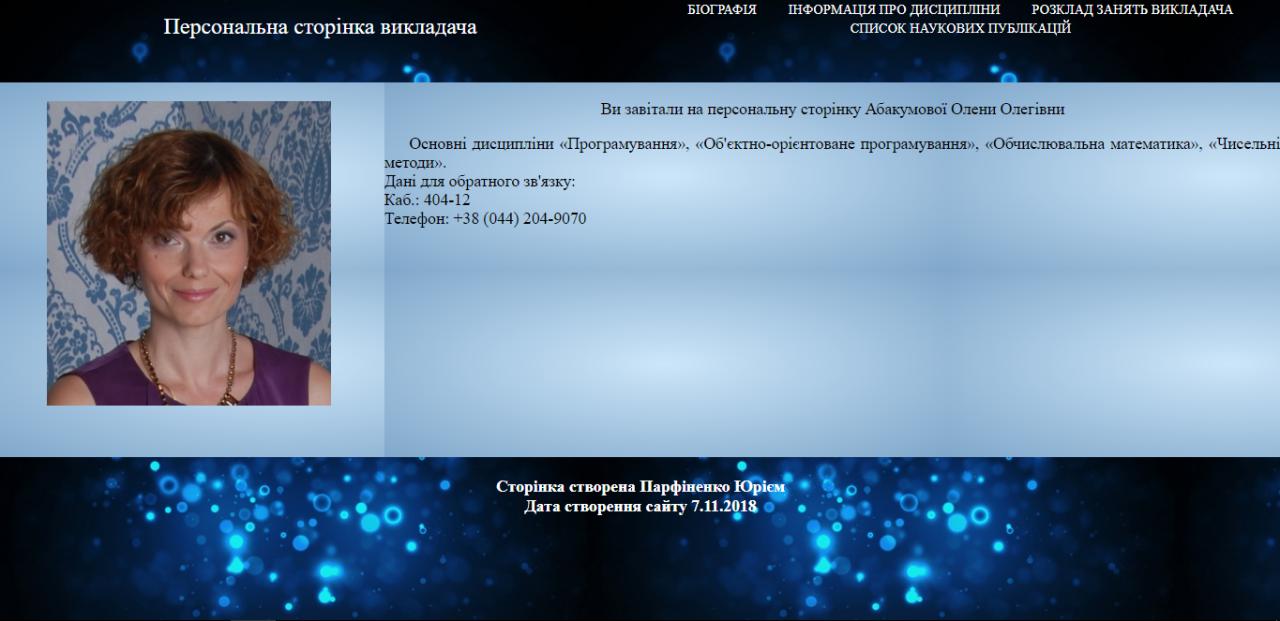 Персональна сторінка викладача
БІОГРАФІЯ ІНФОРМАЦІЯ ПРО ДИСЦИПЛІНИ РОЗКЛАД ЗАНЯТЬ ВИКЛАДАЧА
СПИСОК НАУКОВИХ ПУБЛІКАЦІЙ
Ви завітали на персональну сторінку Абакумової Олени Олегівни
Основні дисципліни «Програмування», «Об'єктно-орієнтоване програмування», «Обчислювальна математика», «Чисельні
методи».
Дані для обратного зв'язку:
Каб.: 404-12
Телефон: +38 (044) 204-9070
Сторінка створена Парфіненко Юрієм
Дата створення сайту 7.11.2018